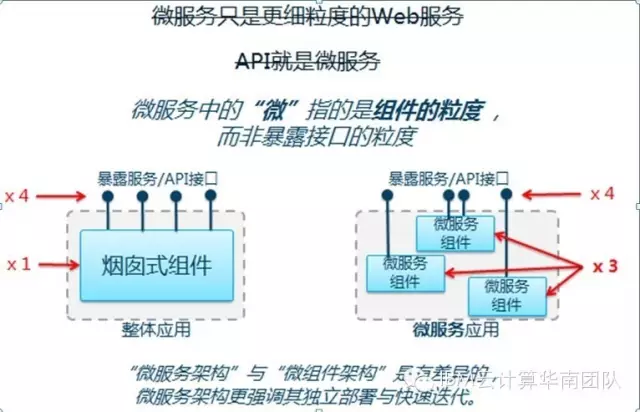 微服务只是更细粒度的Web服务
API就是微服务
微服务中的“微”指的是组件的粒度，
而非暴露接口的粒度
暴露服务/API接口
x 4
x 1
烟囱式组件
整体应用
暴露服务/API接口
x 4
微服务
组件
微服务
组件
微服务
组件
x 3
微服务应用
“微服务架构”与“微组件架构”是有差异的，
微服务架构更强调其独立部署与快速迭代。
IBM云计算华南团队